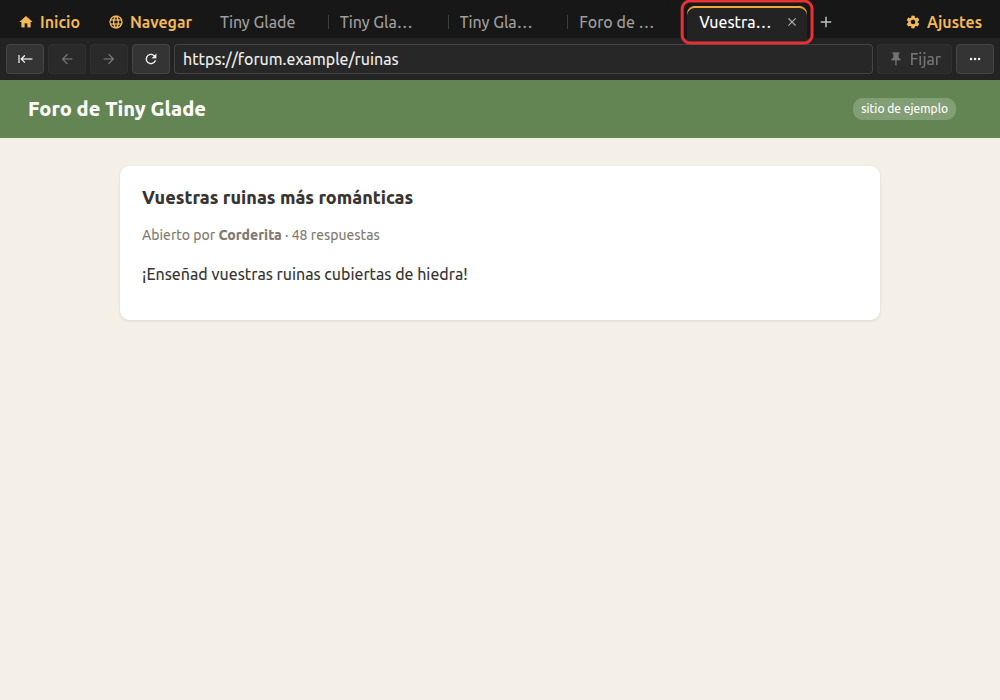 Inicio Navegar Tiny Glade Tiny Gla... Tiny Gla... Foro de ... Vuestra... Ajustes
https://forum.example/ruinas Fijar ...
Foro de Tiny Glade sitio de ejemplo
Vuestras ruinas más románticas
Abierto por Corderita · 48 respuestas
¡Enseñad vuestras ruinas cubiertas de hiedra!